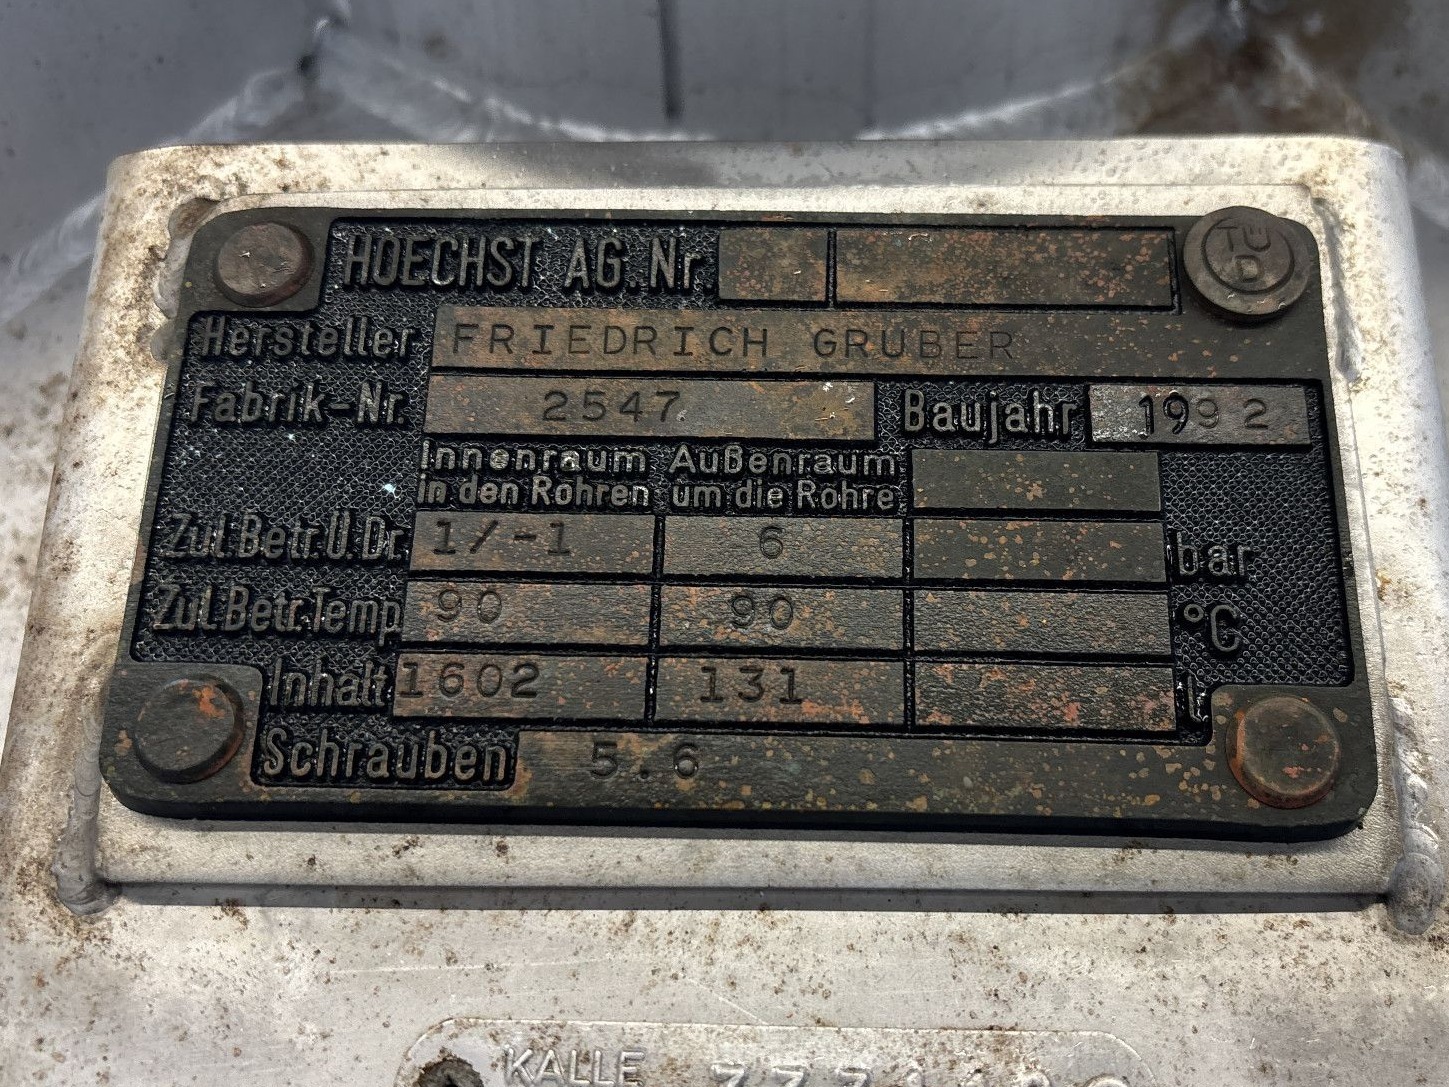 HOECHST AG. Nr.
TÜ
D
Hersteller FRIEDRICH GRUBER
Fabrik-Nr. 2547 Baujahr 1992
Innenraum Außenraum
in den Rohren um die Rohre
Zul.Betr.Ü.Dr. 1/-1 6 bar
Zul.Betr.Temp. 90 90 °C
Inhalt 1602 131 L
Schrauben 5.6
KALLE